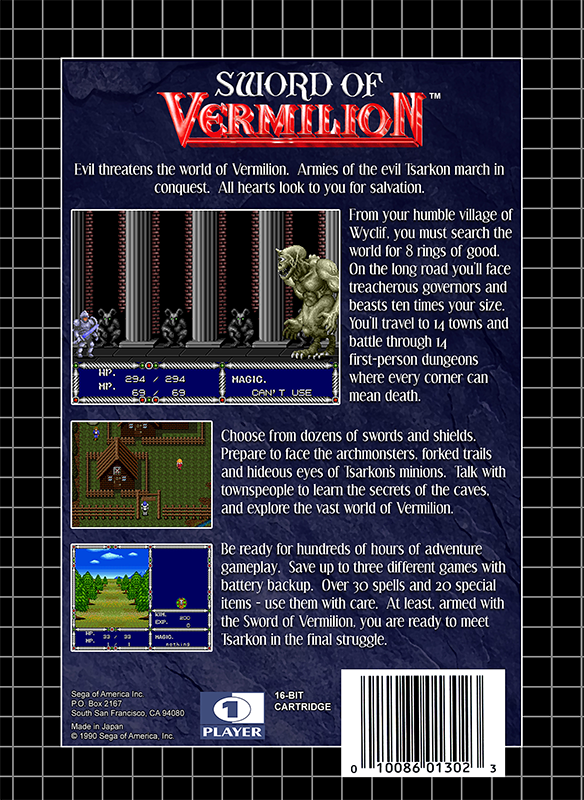 SWORD OF
VERMILION™
Evil threatens the world of Vermilion. Armies of the evil Tsarkon march in
conquest. All hearts look to you for salvation.
From your humble village of
Wyclif, you must search the
world for 8 rings of good.
On the long road you'll face
treacherous governors and
beasts ten times your size.
You'll travel to 14 towns and
battle through 14
first-person dungeons
where every corner can
mean death.
HP. 294 / 294
MP. 69 / 69
MAGIC.
CAN'T USE
Choose from dozens of swords and shields.
Prepare to face the archmonsters, forked trails
and hideous eyes of Tsarkon's minions. Talk with
townspeople to learn the secrets of the caves,
and explore the vast world of Vermilion.
Be ready for hundreds of hours of adventure
gameplay. Save up to three different games with
battery backup. Over 30 spells and 20 special
items - use them with care. At least, armed with
the Sword of Vermilion, you are ready to meet
Tsarkon in the final struggle.
KIM. 200
EXP. 0
HP. 33 / 33
MP. 1 / 1
MAGIC.
nothing
Sega of America Inc.
P.O. Box 2167
South San Francisco, CA 94080
Made in Japan
© 1990 Sega of America, Inc.
1
PLAYER
16-BIT
CARTRIDGE
0 10086 01302 3